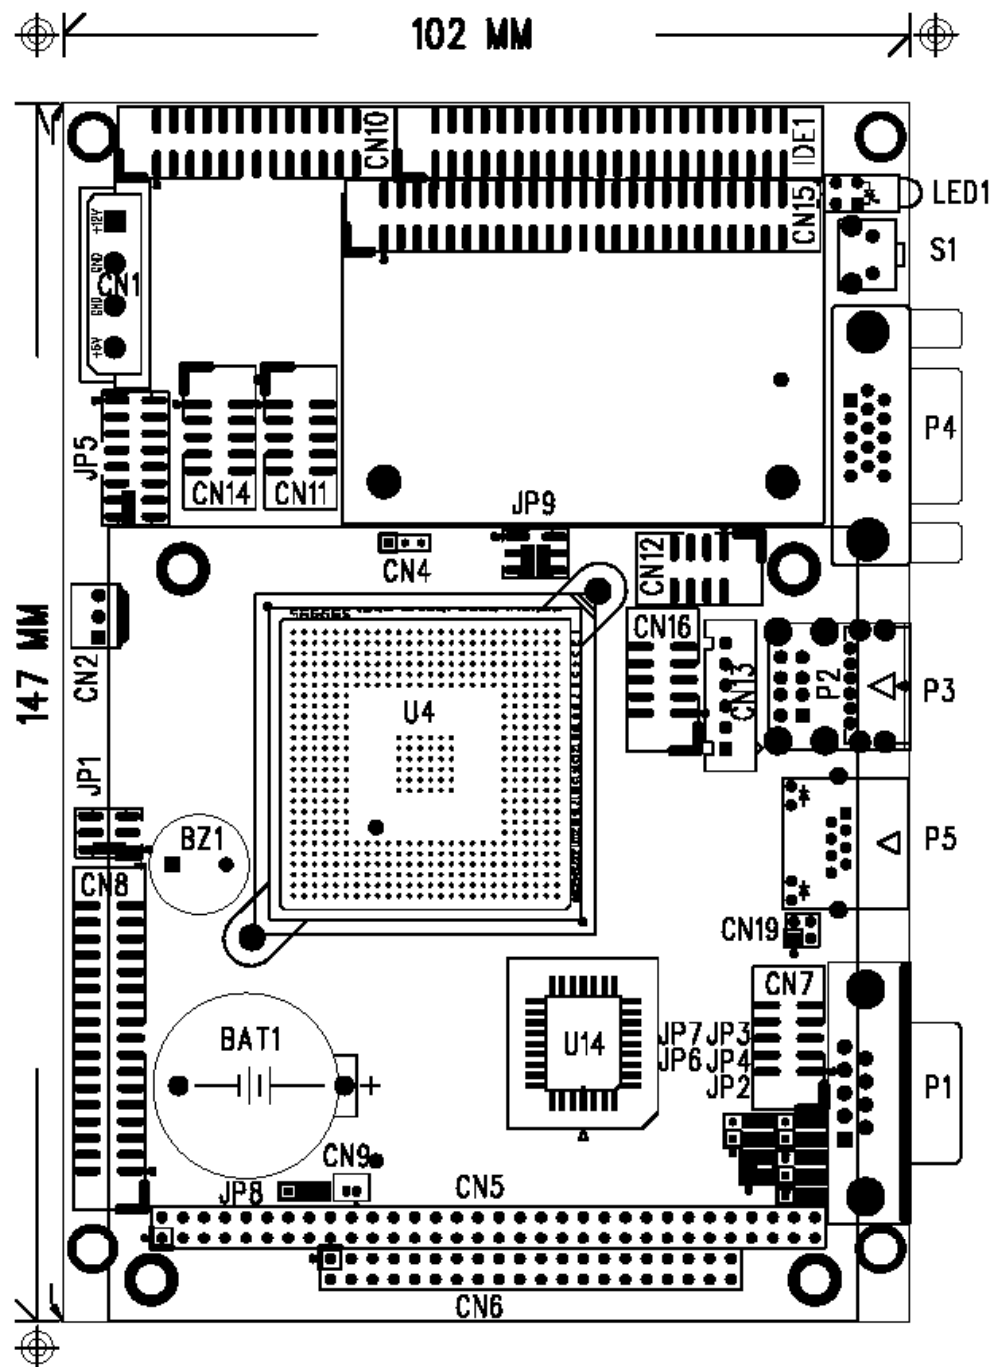 102 MM
CN10
IDE1
CN15
LED1
S1
+12V
GND
CN1
GND
+5V
P4
JP5
CN14
CN11
JP9
CN4
CN12
147 MM
CN2
CN16
CN13
P2
P3
U4
JP1
BZ1
P5
CN8
CN19
CN7
BAT1
U14
JP7 JP3
JP6 JP4
JP2
P1
+
CN9
JP8
CN5
CN6